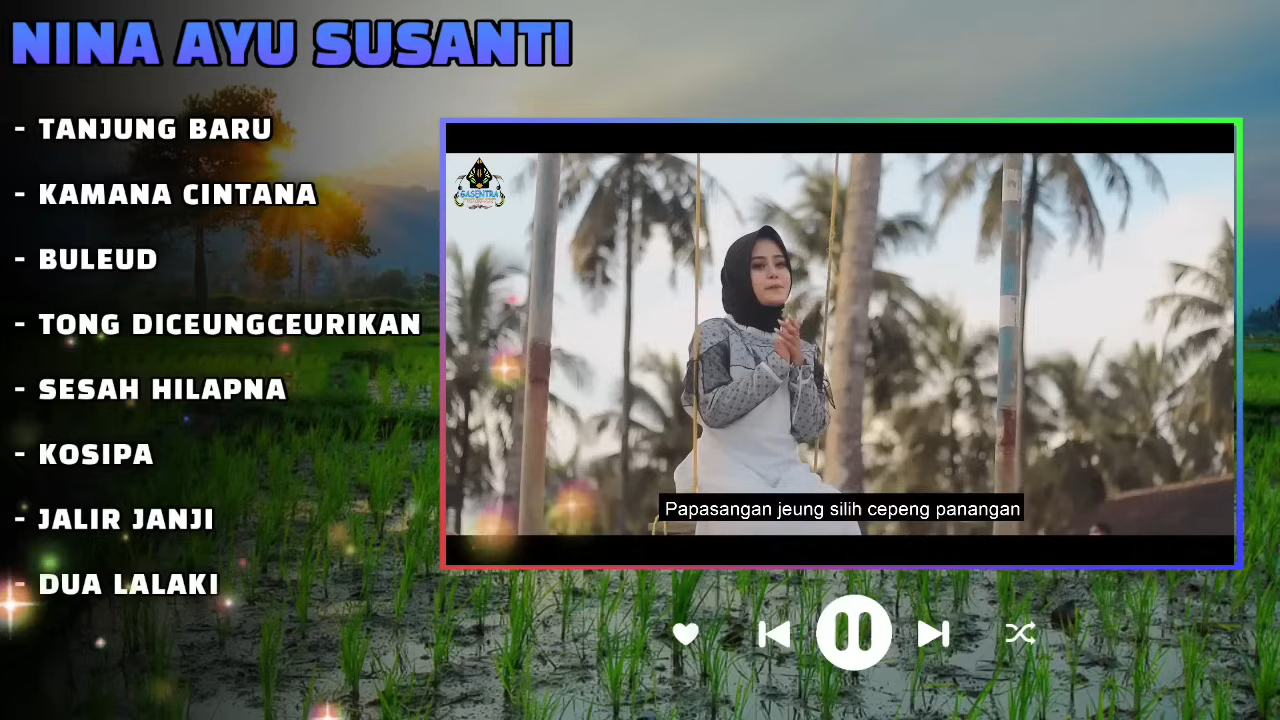 NINA AYU SUSANTI
- TANJUNG BARU
- KAMANA CINTANA
- BULEUD
- TONG DICEUNGCEURIKAN
- SESAH HILAPNA
- KOSIPA
- JALIR JANJI
- DUA LALAKI
GASENTRA
Papasangan jeung silih cepeng panangan